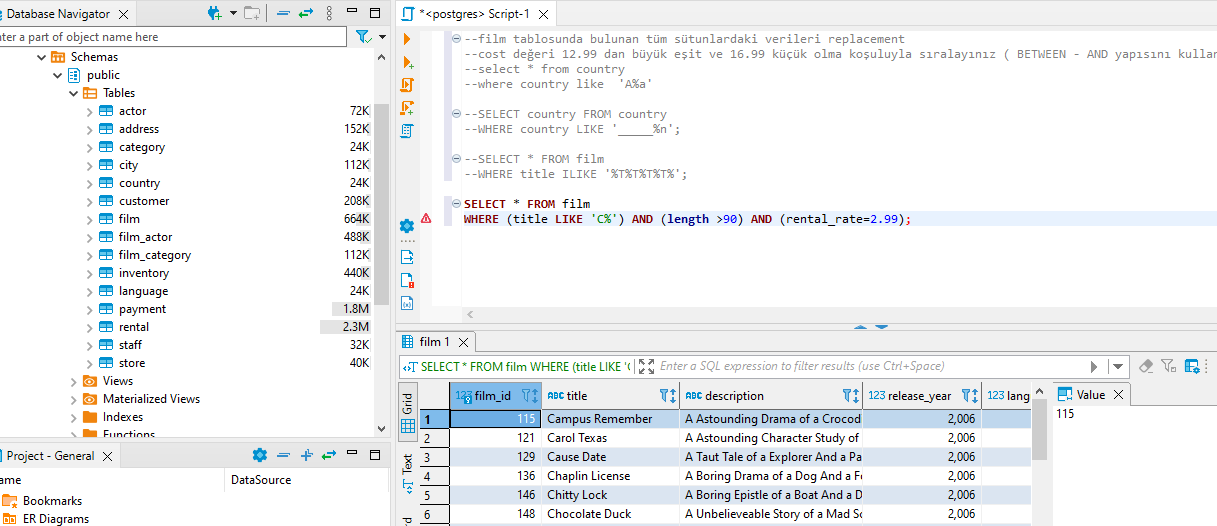 Database Navigator
*<postgres> Script-1
nter a part of object name here
Schemas
public
Tables
actor 72K
address 152K
category 24K
city 112K
country 24K
customer 208K
film 664K
film_actor 488K
film_category 112K
inventory 440K
language 24K
payment 1.8M
rental 2.3M
staff 32K
store 40K
Views
Materialized Views
Indexes
Functions
Project - General
ame DataSource
Bookmarks
ER Diagrams
--film tablosunda bulunan tüm sütunlardaki verileri replacement
--cost değeri 12.99 dan büyük eşit ve 16.99 küçük olma koşuluyla sıralayınız ( BETWEEN - AND yapısını kullan
--select * from country
--where country like  'A%a'
--SELECT country FROM country
--WHERE country LIKE '_____%n';
--SELECT * FROM film
--WHERE title ILIKE '%T%T%T%T%';
SELECT * FROM film
WHERE (title LIKE 'C%') AND (length >90) AND (rental_rate=2.99);
film 1
SELECT * FROM film WHERE (title LIKE '(
Enter a SQL expression to filter results (use Ctrl+Space)
Grid
Text
123 film_id ABC title ABC description 123 release_year 123 lang
1 115 Campus Remember A Astounding Drama of a Crocod 2,006
2 121 Carol Texas A Astounding Character Study of 2,006
3 129 Cause Date A Taut Tale of a Explorer And a Pa 2,006
4 136 Chaplin License A Boring Drama of a Dog And a Fo 2,006
5 146 Chitty Lock A Boring Epistle of a Boat And a D 2,006
6 148 Chocolate Duck A Unbelieveable Story of a Mad Sc 2,006
Value
115